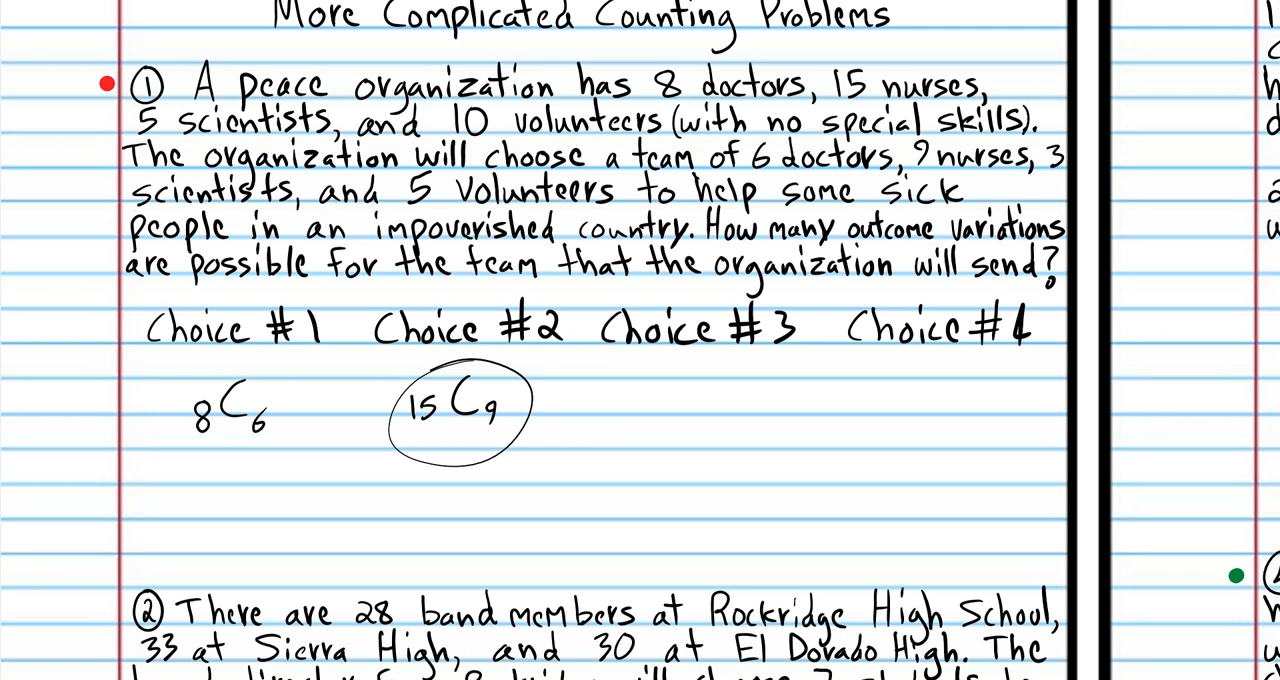 More Complicated Counting Problems
① A peace organization has 8 doctors, 15 nurses,
5 scientists, and 10 volunteers (with no special skills).
The organization will choose a team of 6 doctors, 9 nurses, 3
scientists, and 5 volunteers to help some sick
people in an impoverished country. How many outcome variations
are possible for the team that the organization will send?
Choice #1 Choice #2 Choice #3 Choice #4
8C6 15C9
② There are 28 band members at Rockridge High School,
33 at Sierra High, and 30 at El Dorado High. The